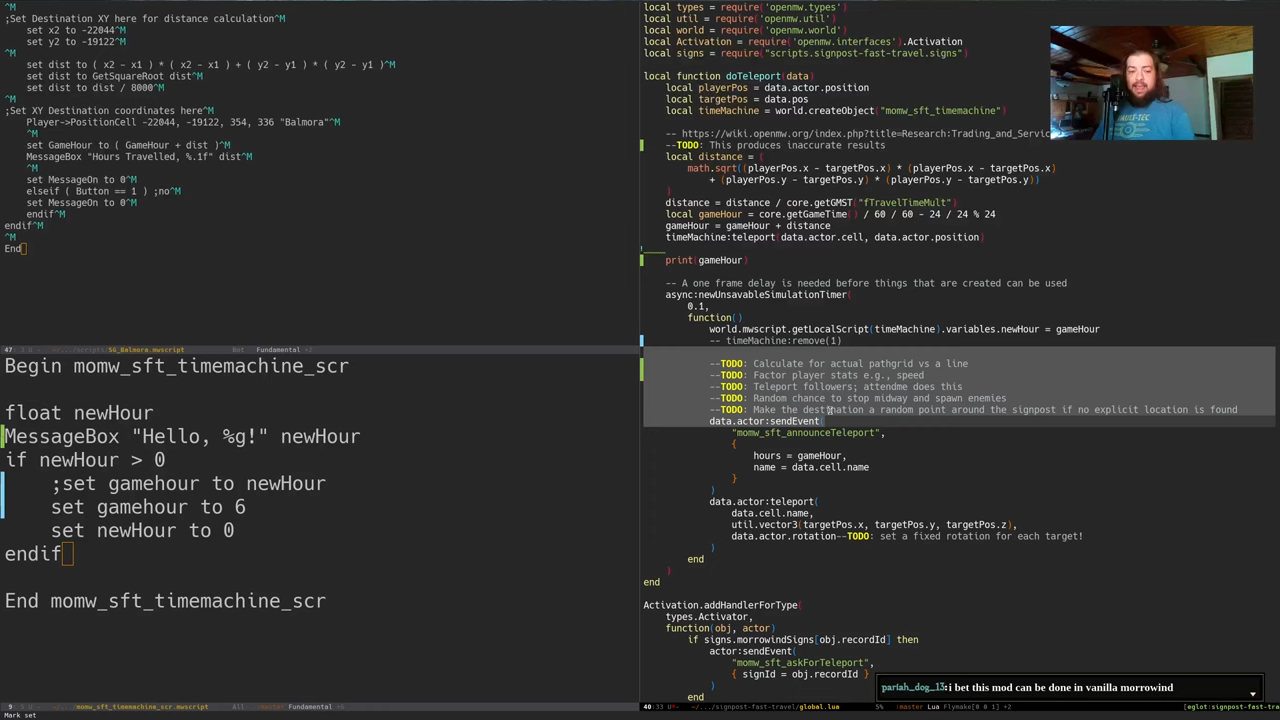 ^M
;Set Destination XY here for distance calculation^M
set x2 to -22044^M
set y2 to -19122^M
^M
set dist to ( x2 - x1 ) * ( x2 - x1 ) + ( y2 - y1 ) * ( y2 - y1 )^M
set dist to GetSquareRoot dist^M
set dist to dist / 8000^M
^M
;Set XY Destination coordinates here^M
Player->PositionCell -22044, -19122, 354, 336 "Balmora"^M
^M
set GameHour to ( GameHour + dist )^M
MessageBox "Hours Travelled, %.1f" dist^M
set MessageOn to 0^M
elseif ( Button == 1 ) ;no^M
set MessageOn to 0^M
endif^M
endif^M
^M
End
Begin momw_sft_timemachine_scr
float newHour
MessageBox "Hello, %g!" newHour
if newHour > 0
;set gamehour to newHour
set gamehour to 6
set newHour to 0
endif
End momw_sft_timemachine_scr
Mark set
local types = require('openmw.types')
local util = require('openmw.util')
local world = require('openmw.world')
local Activation = require('openmw.interfaces').Activation
local signs = require("scripts.signpost-fast-travel.signs")
local function doTeleport(data)
local playerPos = data.actor.position
local targetPos = data.pos
local timeMachine = world.createObject("momw_sft_timemachine")
-- https://wiki.openmw.org/index.php?title=Research:Trading_and_Servic
--TODO: This produces inaccurate results
local distance = (
math.sqrt((playerPos.x - targetPos.x) * (playerPos.x - targetPos.x)
+ (playerPos.y - targetPos.y) * (playerPos.y - targetPos.y))
)
distance = distance / core.getGMST("fTravelTimeMult")
local gameHour = core.getGameTime() / 60 / 60 - 24 / 24 % 24
gameHour = gameHour + distance
timeMachine:teleport(data.actor.cell, data.actor.position)
print(gameHour)
-- A one frame delay is needed before things that are created can be used
async:newUnsavableSimulationTimer(
0.1,
function()
world.mwscript.getLocalScript(timeMachine).variables.newHour = gameHour
-- timeMachine:remove(1)
--TODO: Calculate for actual pathgrid vs a line
--TODO: Factor player stats e.g., speed
--TODO: Teleport followers; attendme does this
--TODO: Random chance to stop midway and spawn enemies
--TODO: Make the destination a random point around the signpost if no explicit location is found
data.actor:sendEvent(
"momw_sft_announceTeleport",
{
hours = gameHour,
name = data.cell.name
}
)
data.actor:teleport(
data.cell.name,
util.vector3(targetPos.x, targetPos.y, targetPos.z),
data.actor.rotation--TODO: set a fixed rotation for each target!
)
end
)
end
Activation.addHandlerForType(
types.Activator,
function(obj, actor)
if signs.morrowindSigns[obj.recordId] then
actor:sendEvent(
"momw_sft_askForTeleport",
{ signId = obj.recordId }
)
end
pariah_dog_13: i bet this mod can be done in vanilla morrowind